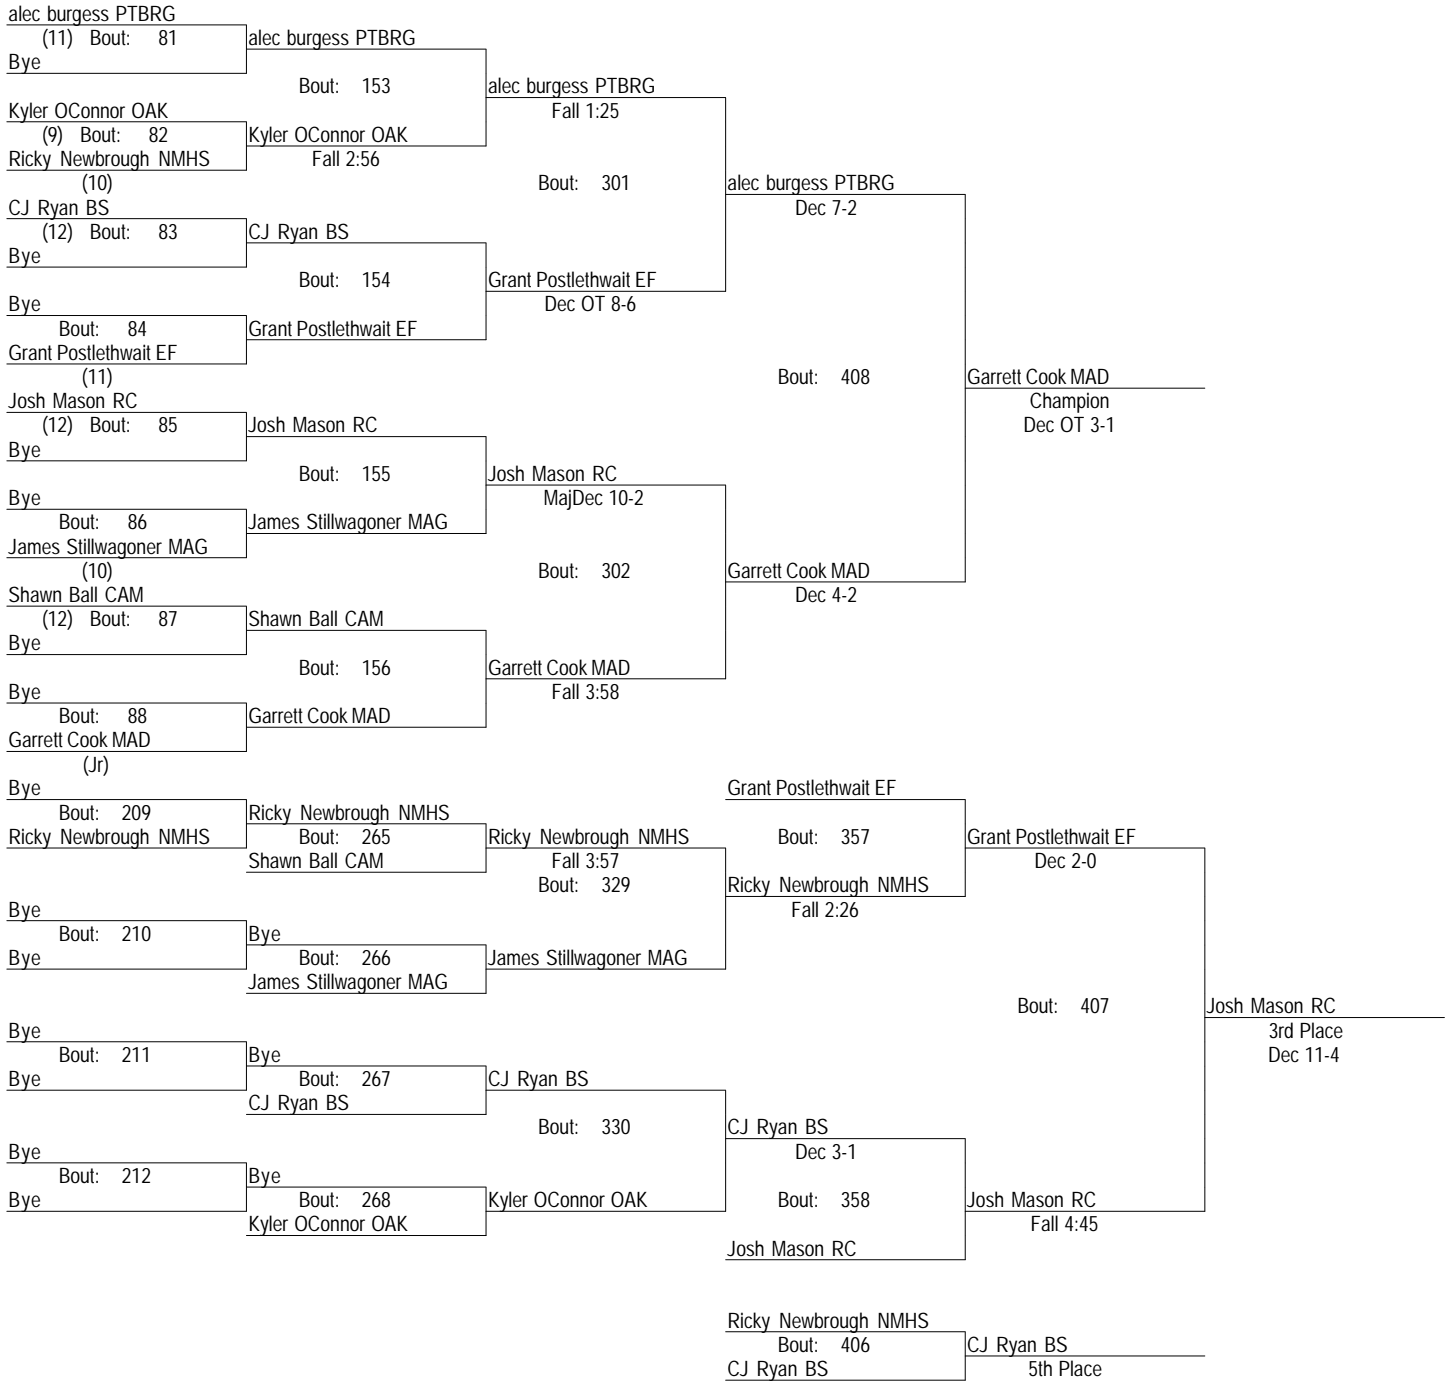 alec burgess PTBRG
(11) Bout: 81
Bye
alec burgess PTBRG
Bout: 153
Kyler OConnor OAK
(9) Bout: 82
Ricky Newbrough NMHS
(10)
Kyler OConnor OAK
Fall 2:56
alec burgess PTBRG
Fall 1:25
Bout: 301
CJ Ryan BS
(12) Bout: 83
Bye
CJ Ryan BS
Bout: 154
Bye
Bout: 84
Grant Postlethwait EF
(11)
Grant Postlethwait EF
Grant Postlethwait EF
Dec OT 8-6
alec burgess PTBRG
Dec 7-2
Bout: 408
Josh Mason RC
(12) Bout: 85
Bye
Josh Mason RC
Bout: 155
Bye
Bout: 86
James Stillwagoner MAG
(10)
James Stillwagoner MAG
Josh Mason RC
MajDec 10-2
Bout: 302
Shawn Ball CAM
(12) Bout: 87
Bye
Shawn Ball CAM
Bout: 156
Bye
Bout: 88
Garrett Cook MAD
(Jr)
Garrett Cook MAD
Garrett Cook MAD
Fall 3:58
Garrett Cook MAD
Dec 4-2
Garrett Cook MAD
Champion
Dec OT 3-1
Bye
Bout: 209
Ricky Newbrough NMHS
Ricky Newbrough NMHS
Bout: 265
Shawn Ball CAM
Ricky Newbrough NMHS
Fall 3:57
Bout: 329
Bye
Bout: 210
Bye
Bye
Bout: 266
James Stillwagoner MAG
James Stillwagoner MAG
Grant Postlethwait EF
Bout: 357
Ricky Newbrough NMHS
Fall 2:26
Grant Postlethwait EF
Dec 2-0
Bout: 407
Bye
Bout: 211
Bye
Bye
Bout: 267
CJ Ryan BS
CJ Ryan BS
Bout: 330
Bye
Bout: 212
Bye
Bye
Bout: 268
Kyler OConnor OAK
Kyler OConnor OAK
CJ Ryan BS
Dec 3-1
Bout: 358
Josh Mason RC
Josh Mason RC
Fall 4:45
Josh Mason RC
3rd Place
Dec 11-4
Ricky Newbrough NMHS
Bout: 406
CJ Ryan BS
CJ Ryan BS
5th Place